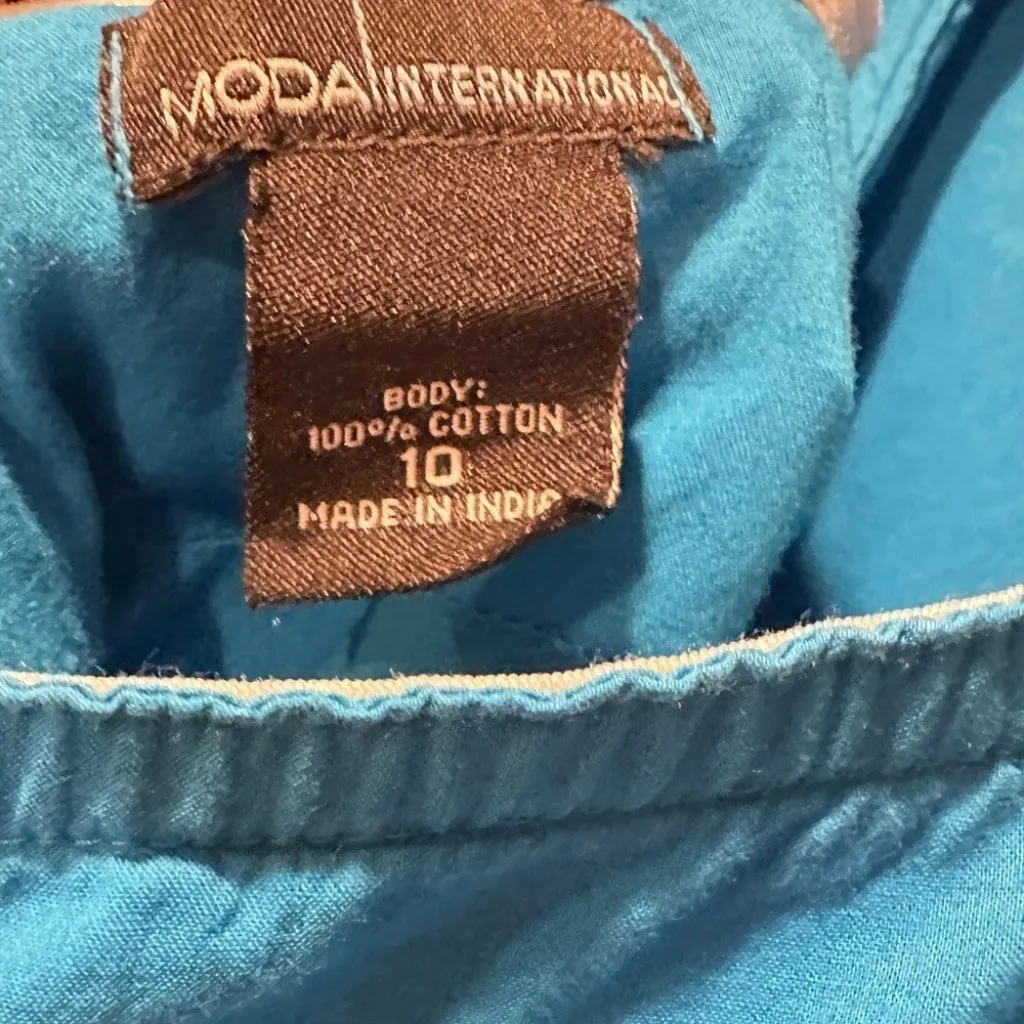 MODA INTERNATIONAL
BODY:
100% COTTON
10
MADE IN INDIA